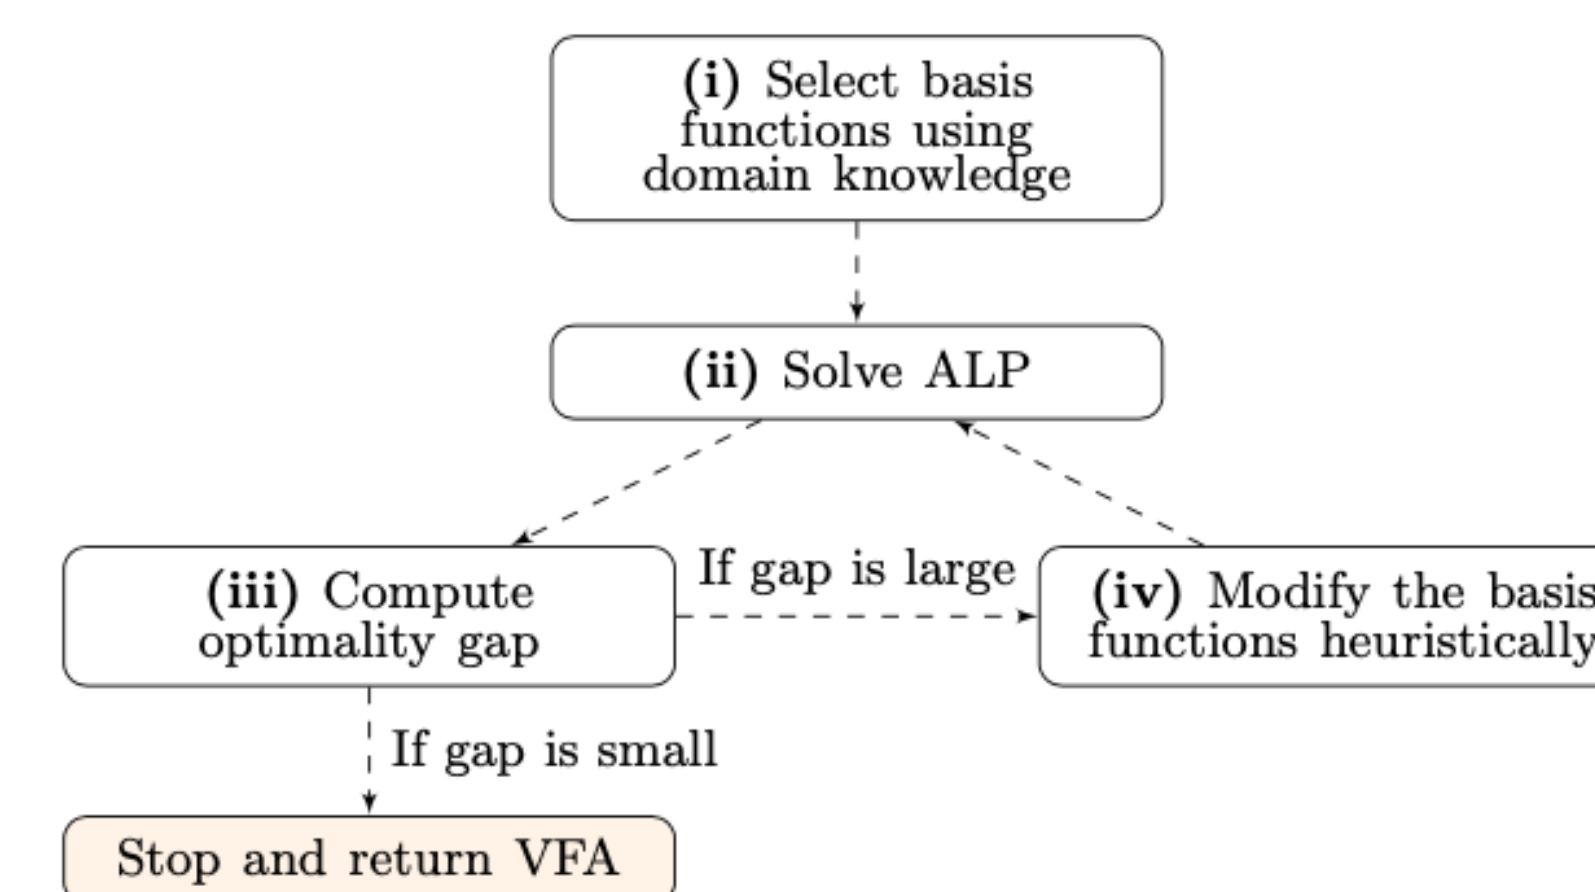 (i) Select basis
functions using
domain knowledge
(ii) Solve ALP
(iii) Compute
optimality gap
If gap is large
(iv) Modify the basis
functions heuristically
If gap is small
Stop and return VFA